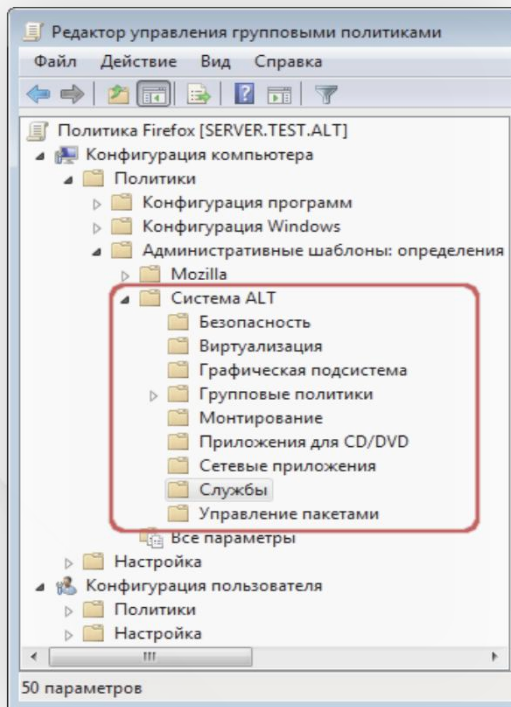 Редактор управления групповыми политиками
Файл Действие Вид Справка
Политика Firefox [SERVER.TEST.ALT]
Конфигурация компьютера
Политики
Конфигурация программ
Конфигурация Windows
Административные шаблоны: определения
Mozilla
Система ALT
Безопасность
Виртуализация
Графическая подсистема
Групповые политики
Монтирование
Приложения для CD/DVD
Сетевые приложения
Службы
Управление пакетами
Все параметры
Настройка
Конфигурация пользователя
Политики
Настройка
50 параметров